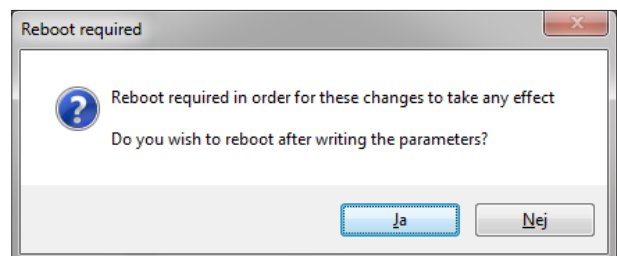 Reboot required
Reboot required in order for these changes to take any effect
Do you wish to reboot after writing the parameters?
Ja
Nej